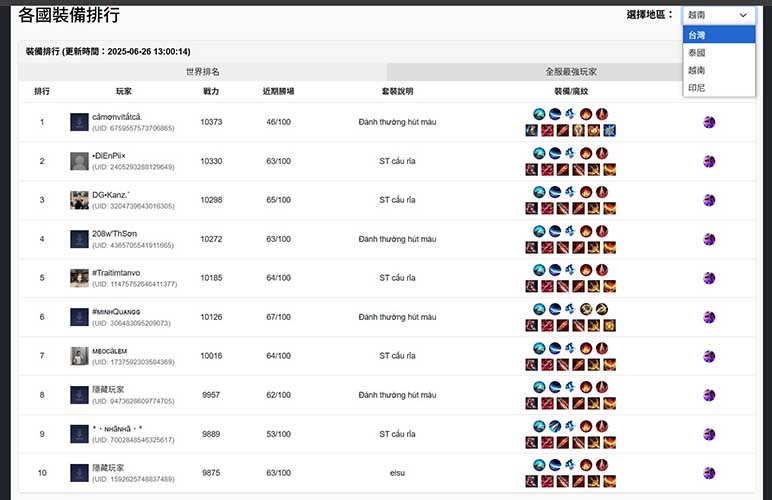 各國裝備排行
選擇地區： 越南
台灣
泰國
越南
印尼
裝備排行 (更新時間：2025-06-26 13:00:14)
世界排名 全服最強玩家
排行 玩家 戰力 近期勝場 套裝說明 裝備/魔紋
1 cảmơnvìtấtcả. 10373 46/100 Đánh thường hút máu
(UID: 6759557573706865)
2 •ĐiEnPii× 10330 63/100 ST cấu rỉa
(UID: 2405293288129649)
3 DG•Kanz.ˇ 10298 65/100 ST cấu rỉa
(UID: 3204739643016305)
4 208w'ThSơn 10272 63/100 Đánh thường hút máu
(UID: 4365705541911665)
5 #Traitimtanvo 10185 64/100 ST cấu rỉa
(UID: 11475752646411377)
6 #ᴍɪɴʜQᴜᴀɴɢɢ 10126 67/100 Đánh thường hút máu
(UID: 306483095209073)
7 ᴍᴇᴏᴄàʟᴇᴍ 10016 64/100 ST cấu rỉa
(UID: 1737592303584369)
8 隱藏玩家 9957 62/100 Đánh thường hút máu
(UID: 9473628609774705)
9 ɴʜãɴʜã 9889 53/100 ST cấu rỉa
(UID: 7002848546325617)
10 隱藏玩家 9875 63/100 elsu
(UID: 1592625748837489)